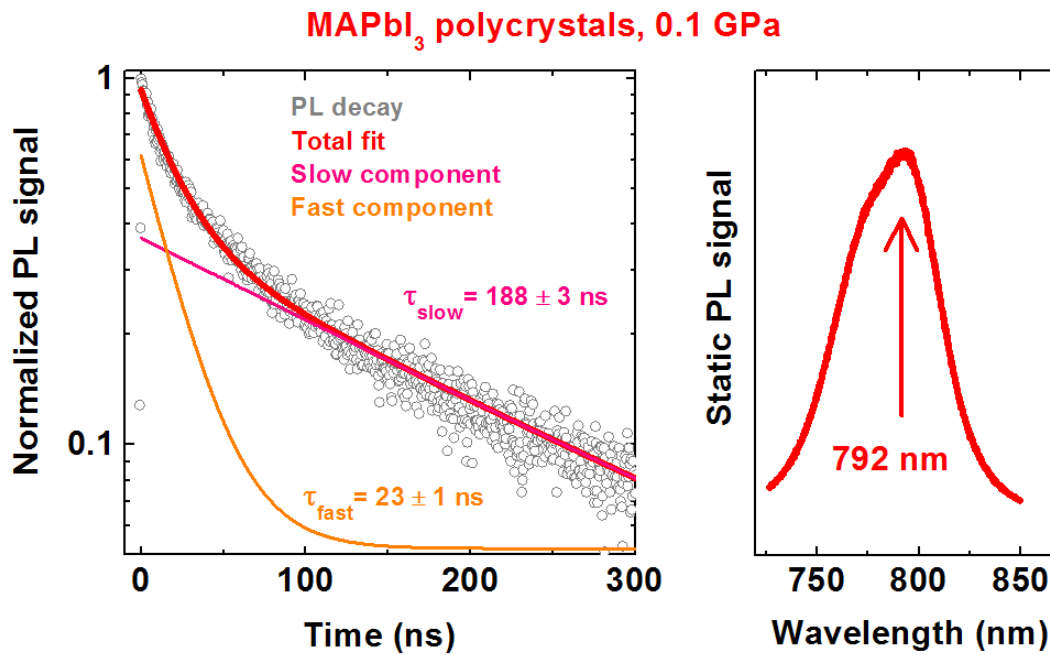 MAPbI₃ polycrystals, 0.1 GPa
Normalized PL signal
1
0.1
PL decay
Total fit
Slow component
Fast component
τslow= 188 ± 3 ns
τfast= 23 ± 1 ns
0 100 200 300
Time (ns)
Static PL signal
792 nm
750 800 850
Wavelength (nm)